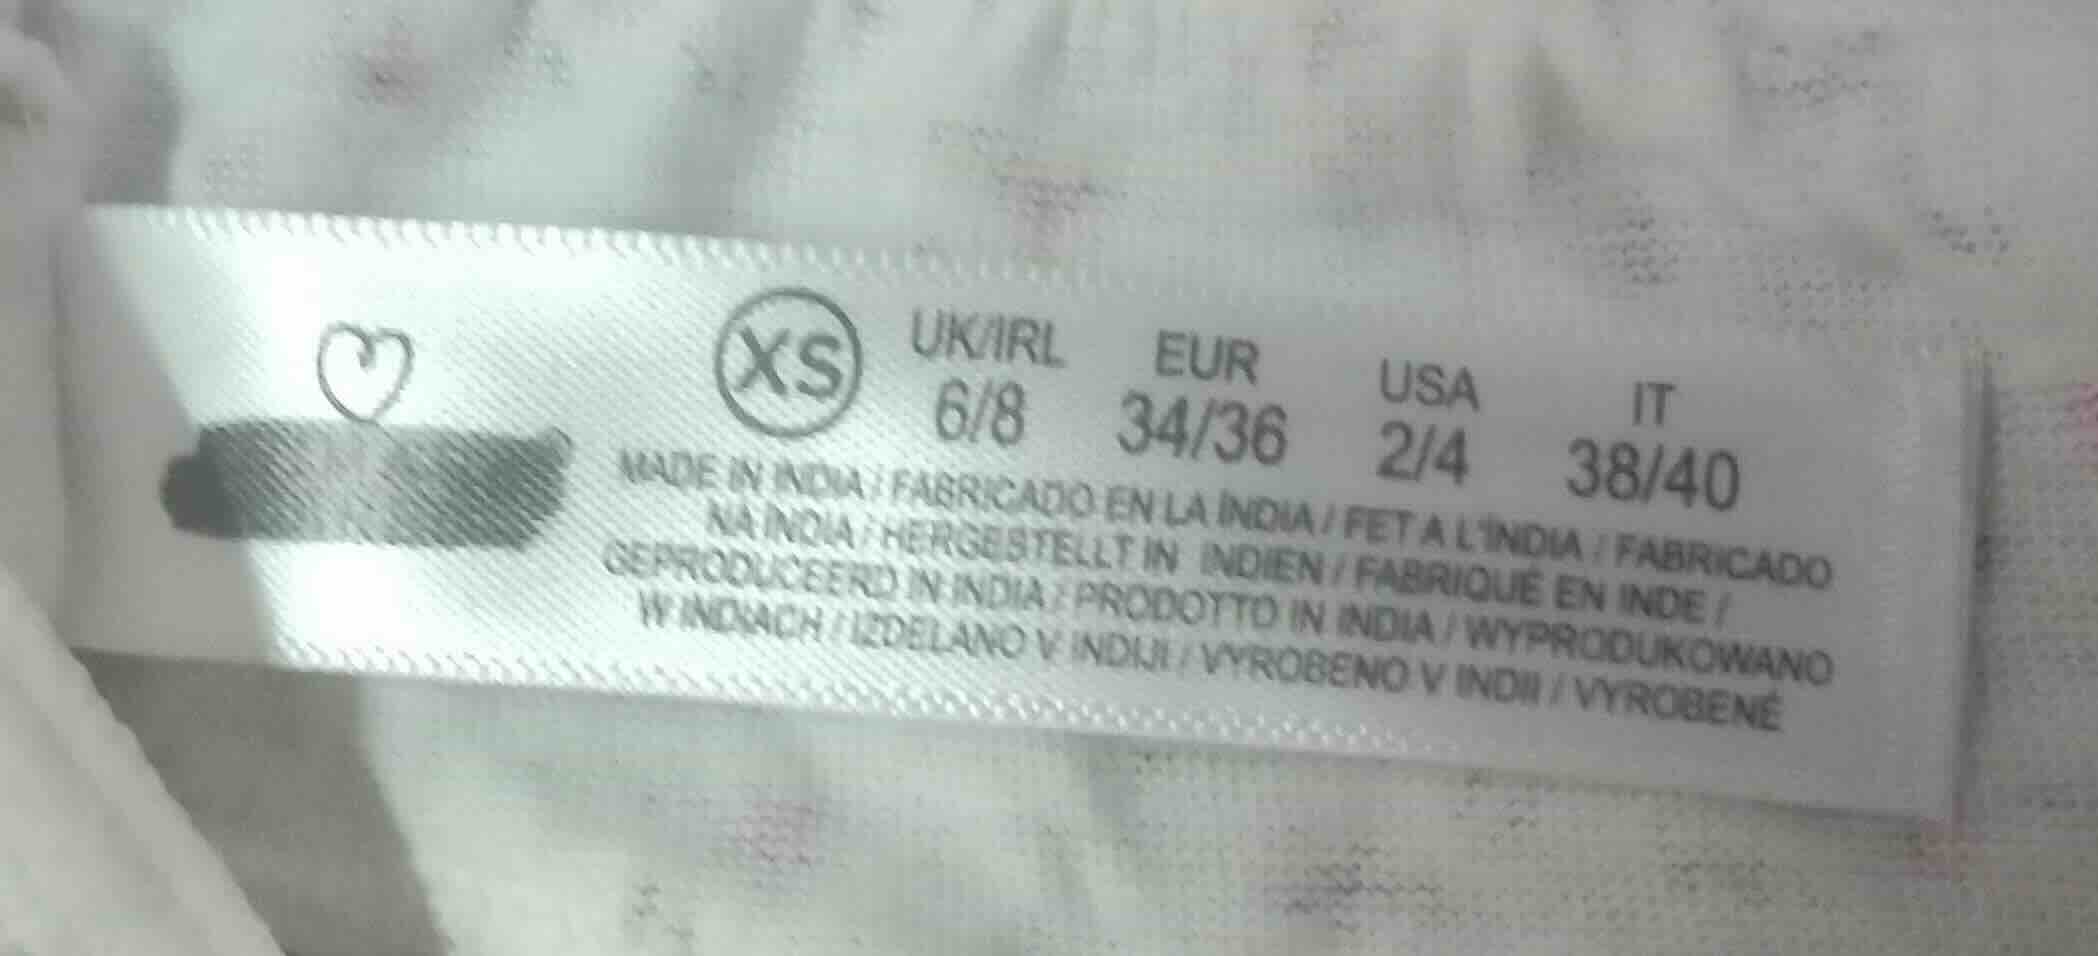 XS UK/IRL EUR USA IT
6/8 34/36 2/4 38/40
MADE IN INDIA / FABRICADO EN LA INDIA / FET A L'ÍNDIA / FABRICADO
NA INDIA / HERGESTELLT IN INDIEN / FABRIQUÉ EN INDE /
GEPRODUCEERD IN INDIA / PRODOTTO IN INDIA / WYPRODUKOWANO
W INDIACH / IZDELANO V INDIJI / VYROBENO V INDII / VYROBENÉ